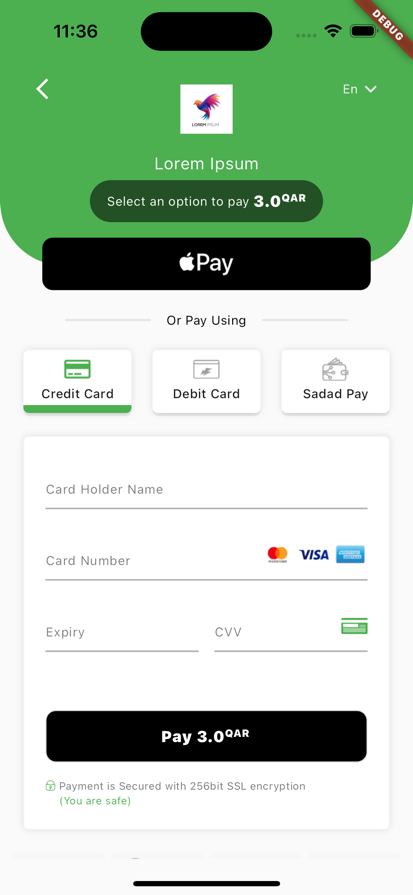 11:36
DEBUG
En
LOREM IPSUM
Lorem Ipsum
Select an option to pay 3.0QAR
Pay
Or Pay Using
Credit Card
Debit Card
Sadad Pay
Card Holder Name
Card Number
VISA
Expiry
CVV
Pay 3.0QAR
Payment is Secured with 256bit SSL encryption
(You are safe)